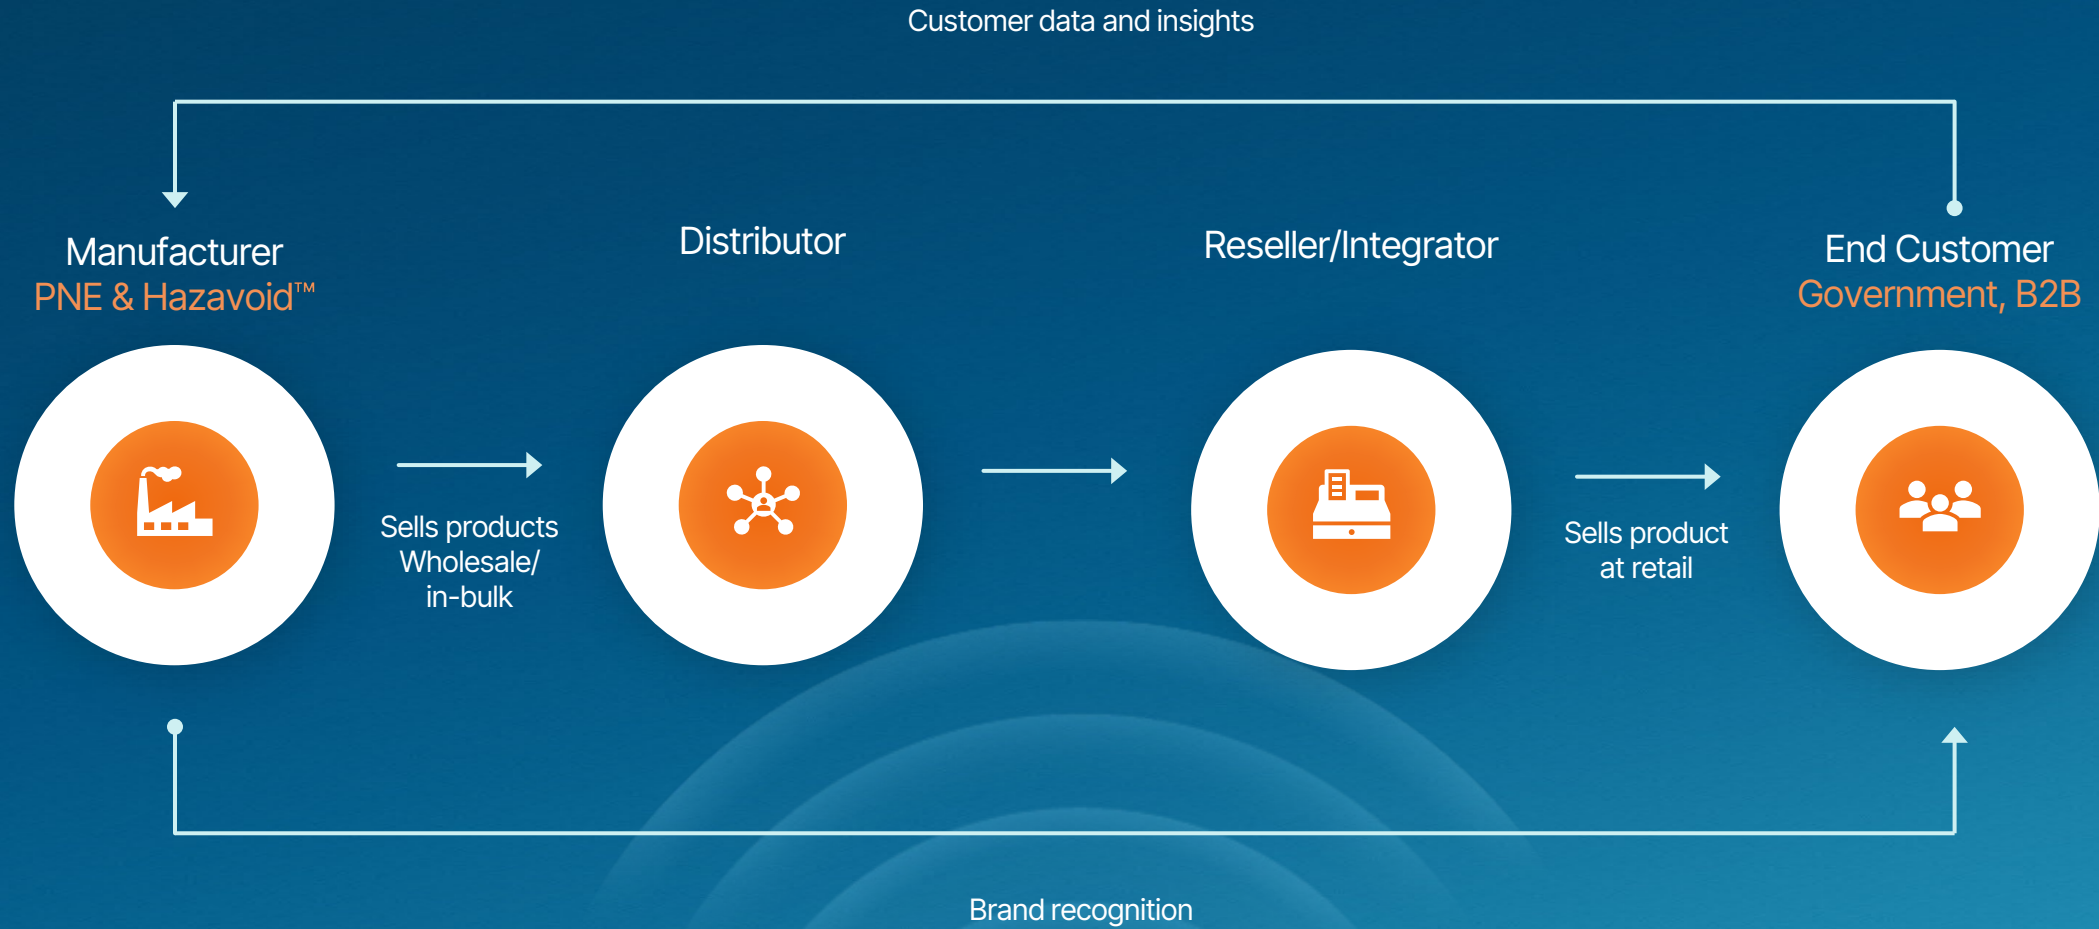 Customer data and insights
Manufacturer
PNE & Hazavoid™
Distributor
Reseller/Integrator
End Customer
Government, B2B
Sells products
Wholesale/
in-bulk
Sells product
at retail
Brand recognition